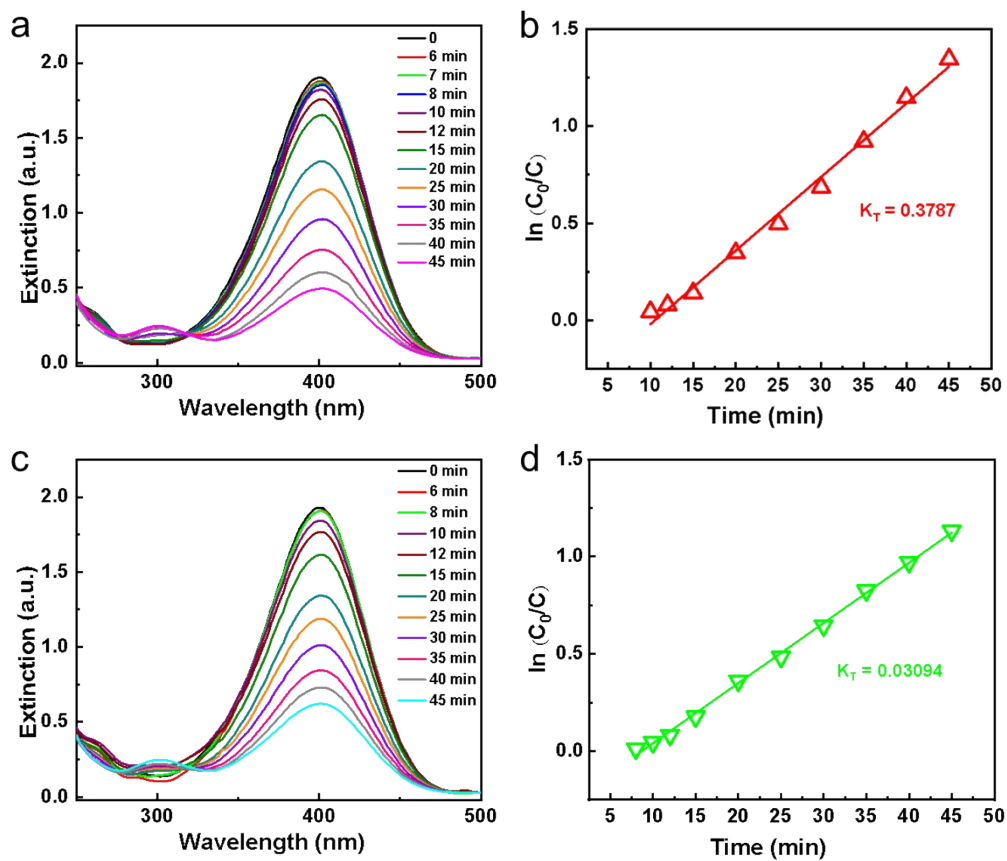 a
Extinction (a.u.)
2.0
1.5
1.0
0.5
0.0
300
400
500
Wavelength (nm)
0
6 min
7 min
8 min
10 min
12 min
15 min
20 min
25 min
30 min
35 min
40 min
45 min
b
ln (C0/C)
1.5
1.0
0.5
0.0
5 10 15 20 25 30 35 40 45 50
Time (min)
KT = 0.3787
c
Extinction (a.u.)
2.0
1.5
1.0
0.5
0.0
300
400
500
Wavelength (nm)
0 min
6 min
8 min
10 min
12 min
15 min
20 min
25 min
30 min
35 min
40 min
45 min
d
ln (C0/C)
1.5
1.0
0.5
0.0
5 10 15 20 25 30 35 40 45 50
Time (min)
KT = 0.03094